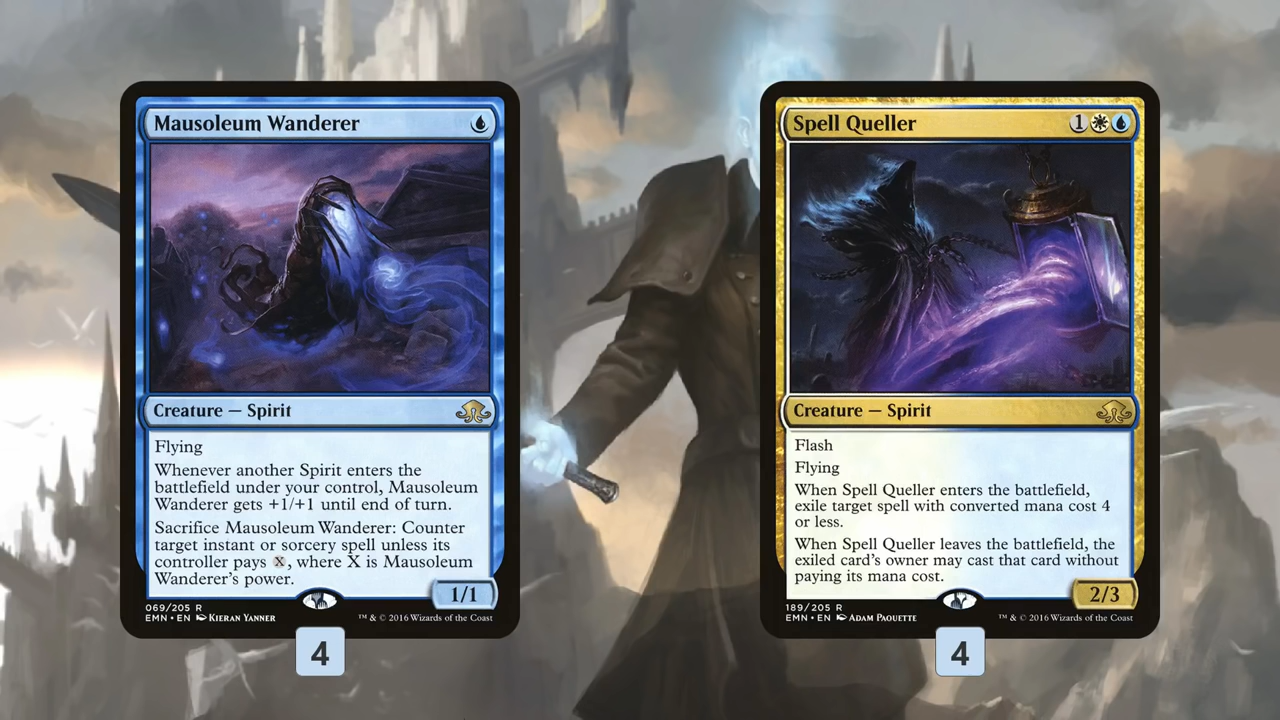 Mausoleum Wanderer
Creature — Spirit
Flying
Whenever another Spirit enters the
battlefield under your control, Mausoleum
Wanderer gets +1/+1 until end of turn.
Sacrifice Mausoleum Wanderer: Counter
target instant or sorcery spell unless its
controller pays X, where X is Mausoleum
Wanderer's power.
1/1
069/205 R
EMN • EN KIERAN YANNER
™ & © 2016 Wizards of the Coast
4
Spell Queller
1
Creature — Spirit
Flash
Flying
When Spell Queller enters the battlefield,
exile target spell with converted mana cost 4
or less.
When Spell Queller leaves the battlefield, the
exiled card's owner may cast that card without
paying its mana cost.
2/3
189/205 R
EMN • EN ADAM PAQUETTE
™ & © 2016 Wizards of the Coast
4